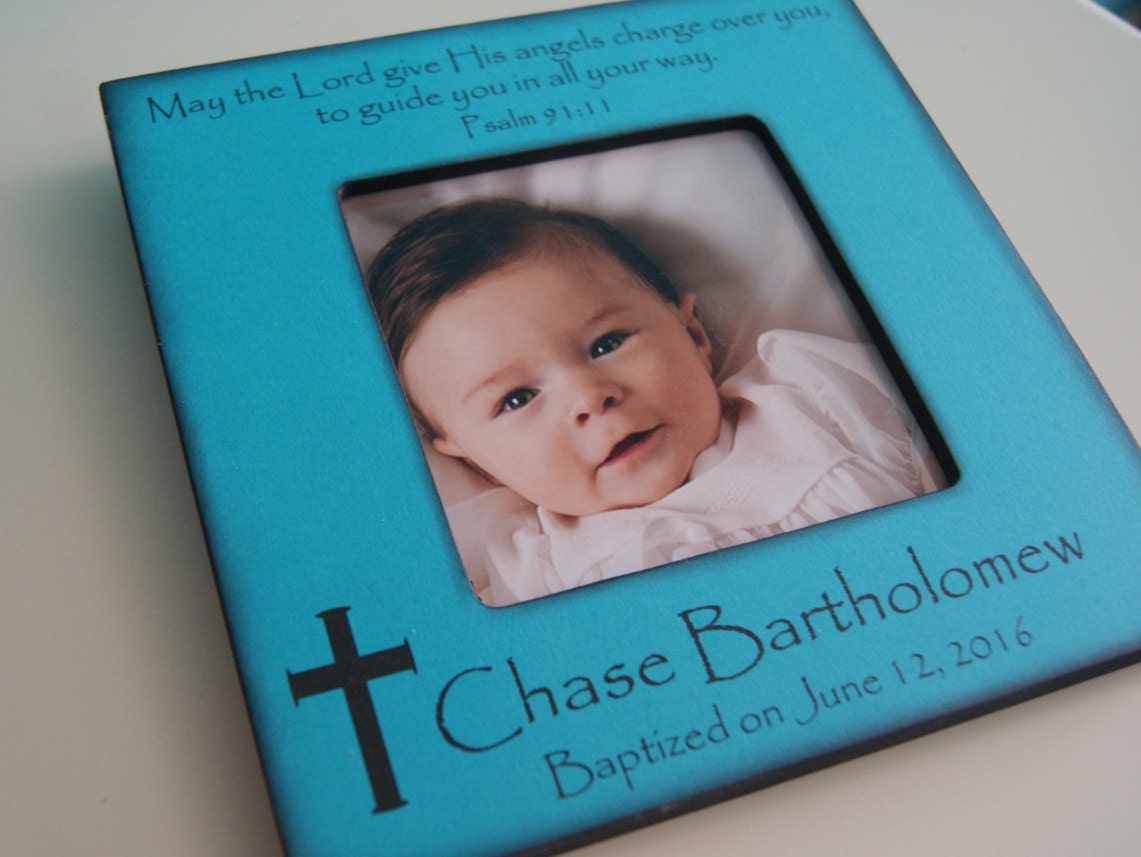 May the Lord give His angels charge over you,
to guide you in all your way.
Psalm 91:11
Chase Bartholomew
Baptized on June 12, 2016